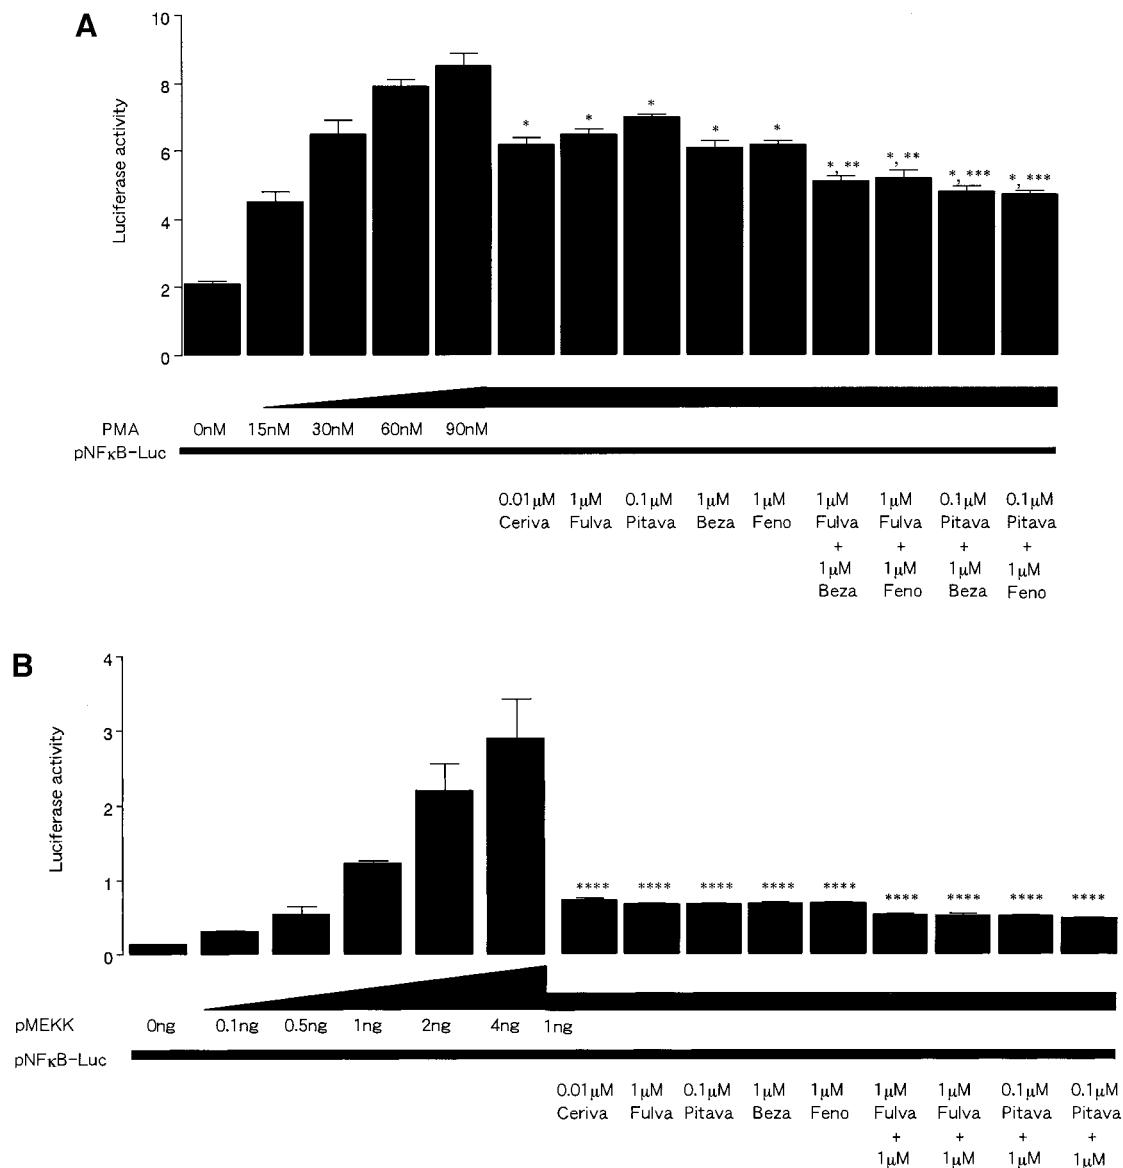 A
Luciferase activity
10
8
6
4
2
0
* * * * * *, ** *, ** *, *** *, ***
PMA 0nM 15nM 30nM 60nM 90nM
pNFκB-Luc
0.01μM 1μM 0.1μM 1μM 1μM 1μM 1μM 0.1μM 0.1μM
Ceriva Fulva Pitava Beza Feno Fulva Fulva Pitava Pitava
+ + + +
1μM 1μM 1μM 1μM
Beza Feno Beza Feno
B
Luciferase activity
4
3
2
1
0
**** **** **** **** **** **** **** **** ****
pMEKK 0ng 0.1ng 0.5ng 1ng 2ng 4ng 1ng
pNFκB-Luc
0.01μM 1μM 0.1μM 1μM 1μM 1μM 1μM 0.1μM 0.1μM
Ceriva Fulva Pitava Beza Feno Fulva Fulva Pitava Pitava
+ + + +
1μM 1μM 1μM 1μM